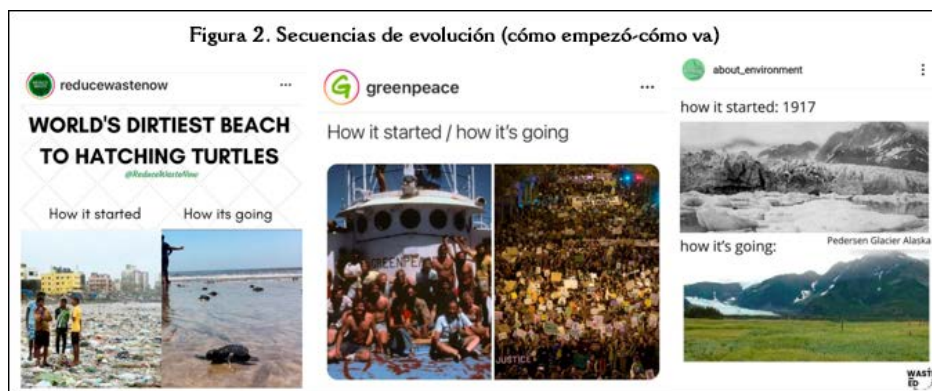 Figura 2. Secuencias de evolución (cómo empezó-cómo va)
reducewastenow
WORLD'S DIRTIEST BEACH
TO HATCHING TURTLES
@ReduceWasteNow
How it started
How its going
greenpeace
How it started / how it's going
GREENPEAC
JUSTICE
about_environment
how it started: 1917
Pedersen Glacier Alaska
how it's going:
WAST
ED